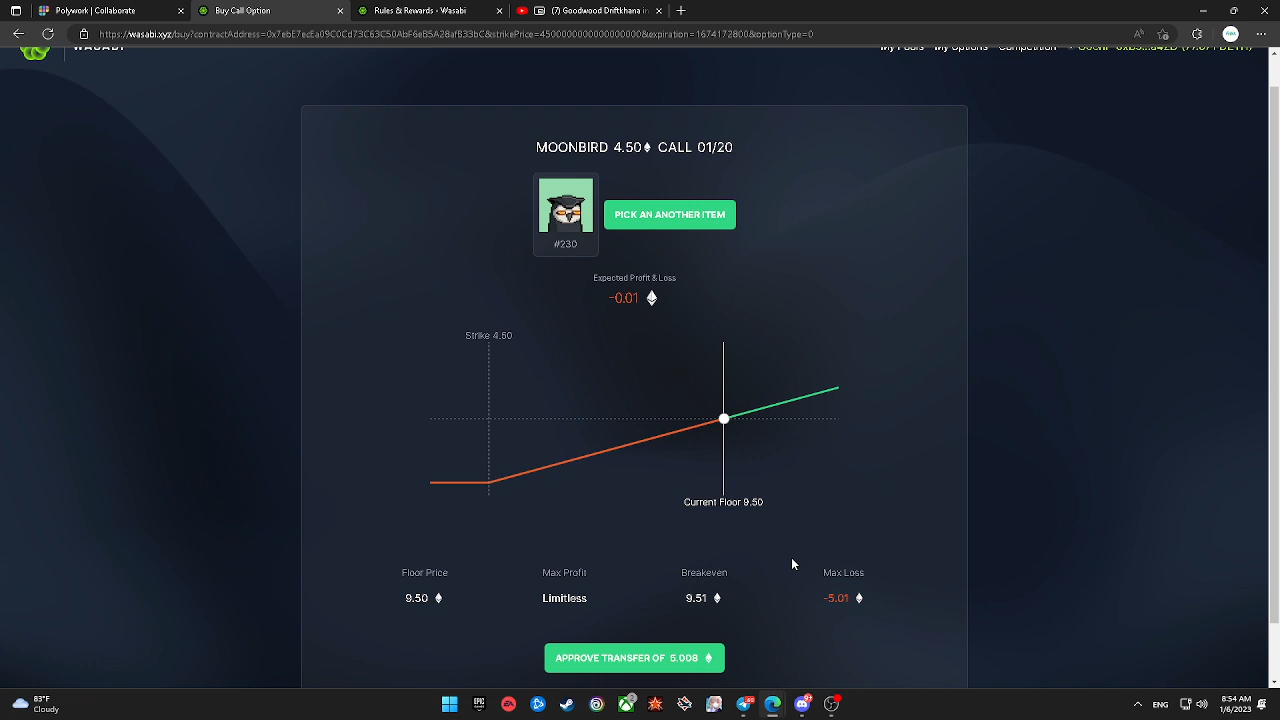 Polywork | Collaborate
Buy Call Option
Rules & Rewards - Wasabi
(7) Goodwood Driftkhana in
https://wasabi.xyz/buy?contractAddress=0x7ebE7eEa09C0Cd73C63C50AbF6eB5A28af833bC&strikePrice=4500000000000000000&expiration=1674172800&optionType=0
WASABI
My Pools
My Options
Competition
MOONBIRD 4.50 CALL 01/20
PICK AN ANOTHER ITEM
#230
Expected Profit & Loss
-0.01
Strike 4.50
Current Floor 9.50
Floor Price
Max Profit
Breakeven
Max Loss
9.50
Limitless
9.51
-5.01
APPROVE TRANSFER OF 5.008
83°F
Cloudy
ENG
8:54 AM
1/6/2023